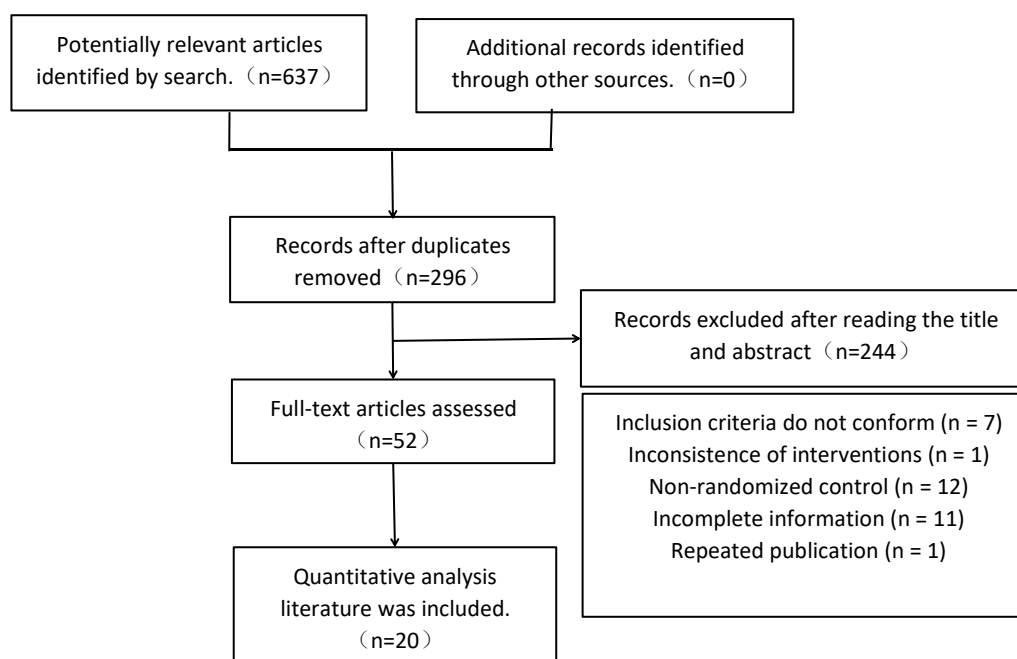 Potentially relevant articles
identified by search.（n=637）
Additional records identified
through other sources.（n=0）
Records after duplicates
removed（n=296）
Records excluded after reading the title
and abstract（n=244）
Full-text articles assessed
（n=52）
Inclusion criteria do not conform (n = 7)
Inconsistence of interventions (n = 1)
Non-randomized control (n = 12)
Incomplete information (n = 11)
Repeated publication (n = 1)
Quantitative analysis
literature was included.
（n=20）